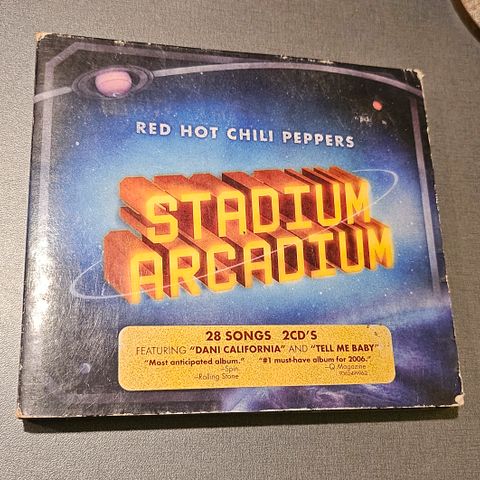 RED HOT CHILI PEPPERS
STADIUM
ARCADIUM
28 SONGS 2CD'S
FEATURING "DANI CALIFORNIA" AND "TELL ME BABY"
"Most anticipated album." "#1 must-have album for 2006."
–Spin, –Q Magazine
–Rolling Stone